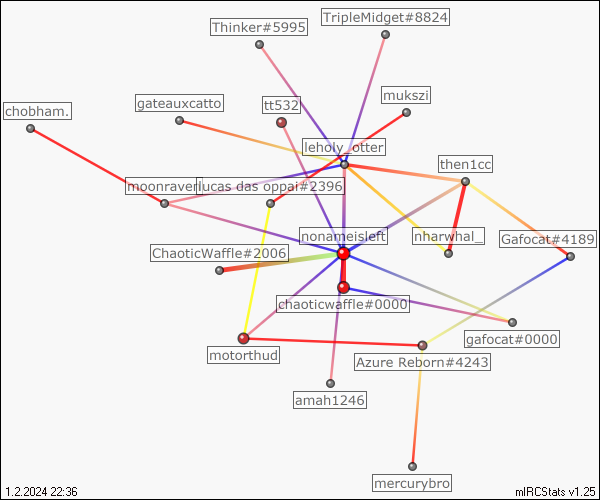 TripleMidget#8824
Thinker#5995
mukszi
gateauxcatto
tt532
chobham.
leholy_otter
then1cc
moonraven
lucas das oppai#2396
nonameisleft
nharwhal_
Gafocat#4189
ChaoticWaffle#2006
chaoticwaffle#0000
gafocat#0000
motorthud
Azure Reborn#4243
amah1246
mercurybro
1.2.2024 22:36
mIRCStats v1.25